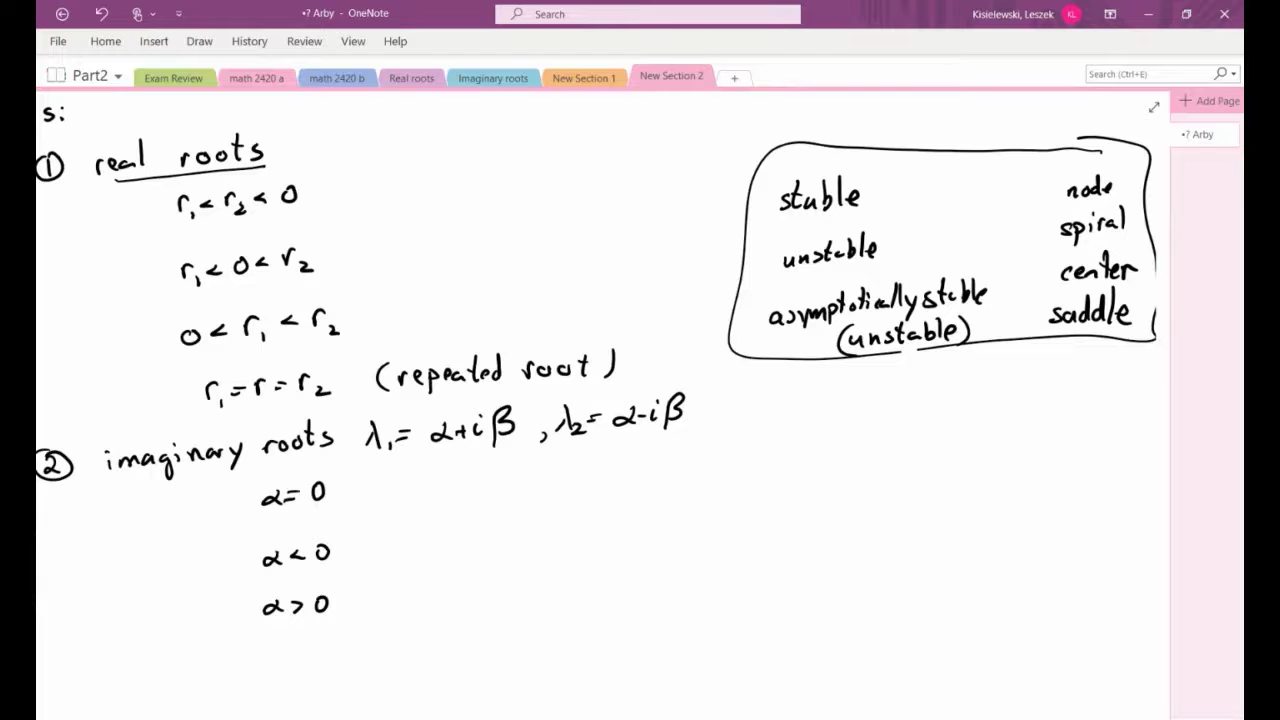 •? Arby - OneNote
Search
Kisielewski, Leszek
KL
File Home Insert Draw History Review View Help
Part2
Exam Review
math 2420 a
math 2420 b
Real roots
Imaginary roots
New Section 1
New Section 2
+
Search (Ctrl+E)
+ Add Page
•? Arby
s:
① real roots
r₁ < r₂ < 0
r₁ < 0 < r₂
0 < r₁ < r₂
r₁ = r = r₂ (repeated root)
② imaginary roots λ₁ = α+iβ , λ₂ = α-iβ
α = 0
α < 0
α > 0
stable
unstable
asymptotically stable
(unstable)
node
spiral
center
saddle